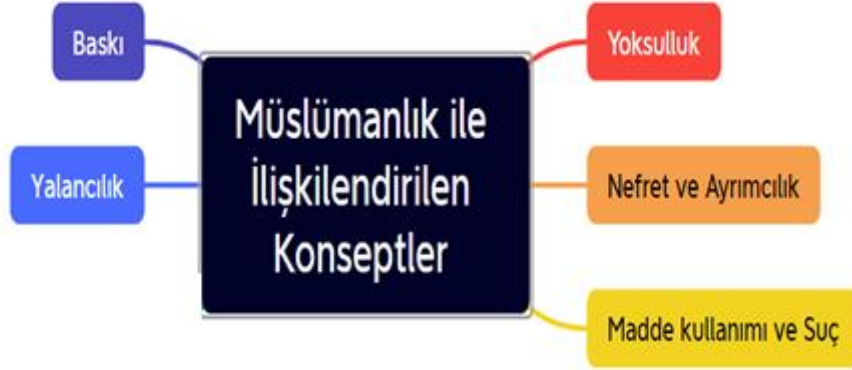 Baskı
Yalancılık
Müslümanlık ile
İlişkilendirilen
Konseptler
Yoksulluk
Nefret ve Ayrımcılık
Madde kullanımı ve Suç